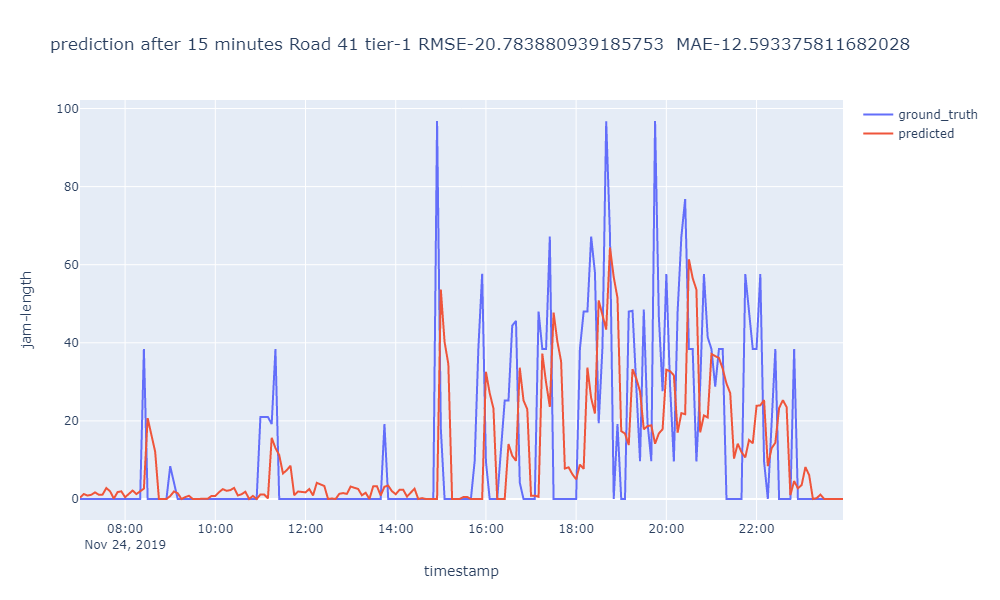 prediction after 15 minutes Road 41 tier-1 RMSE-20.783880939185753  MAE-12.593375811682028
100
80
60
40
20
0
jam-length
08:00
10:00
12:00
14:00
16:00
18:00
20:00
22:00
Nov 24, 2019
timestamp
ground_truth
predicted